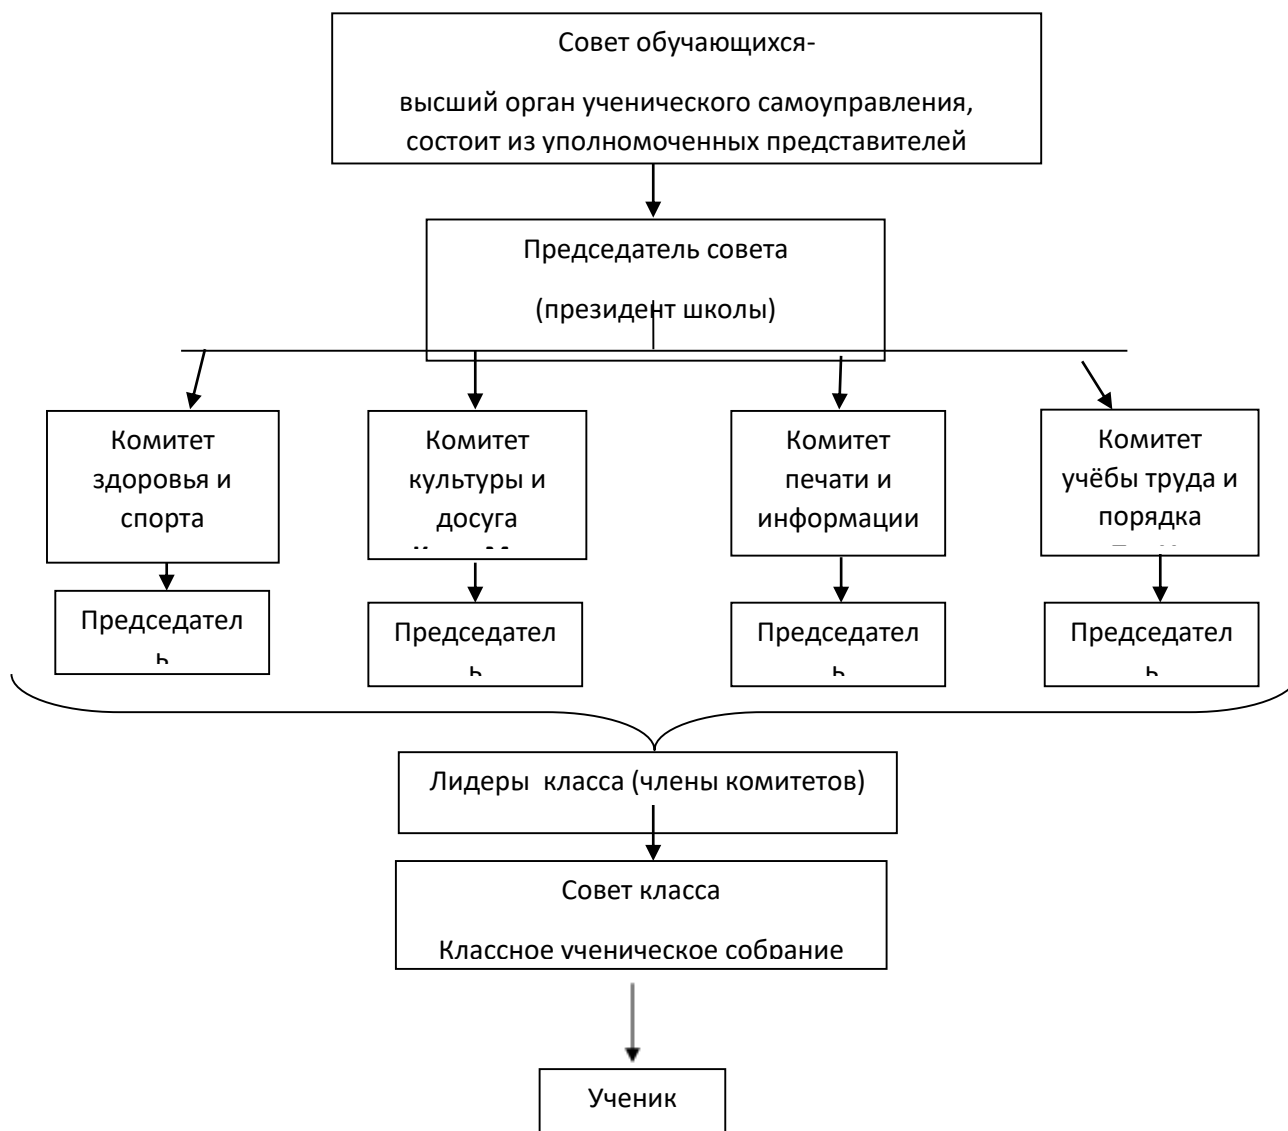 Совет обучающихся-
высший орган ученического самоуправления,
состоит из уполномоченных представителей
Председатель совета
(президент школы)
Комитет
здоровья и
спорта
Комитет
культуры и
досуга
Комитет
печати и
информации
Комитет
учёбы труда и
порядка
Председател
ь
Председател
ь
Председател
ь
Председател
ь
Лидеры класса (члены комитетов)
Совет класса
Классное ученическое собрание
Ученик